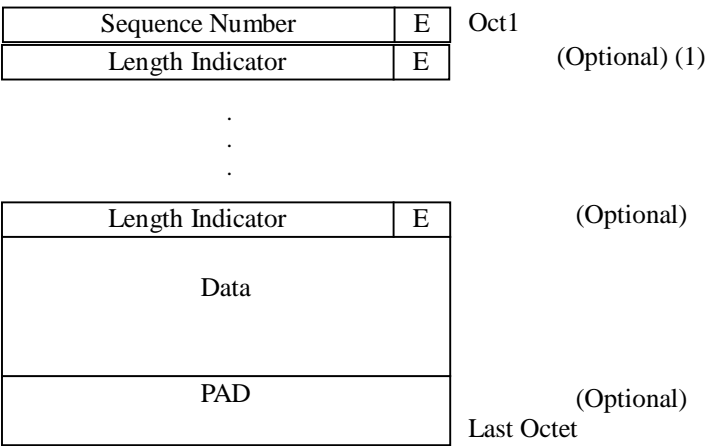 Sequence Number E Oct1
Length Indicator E (Optional) (1)
.
.
.
Length Indicator E (Optional)
Data
PAD (Optional)
Last Octet